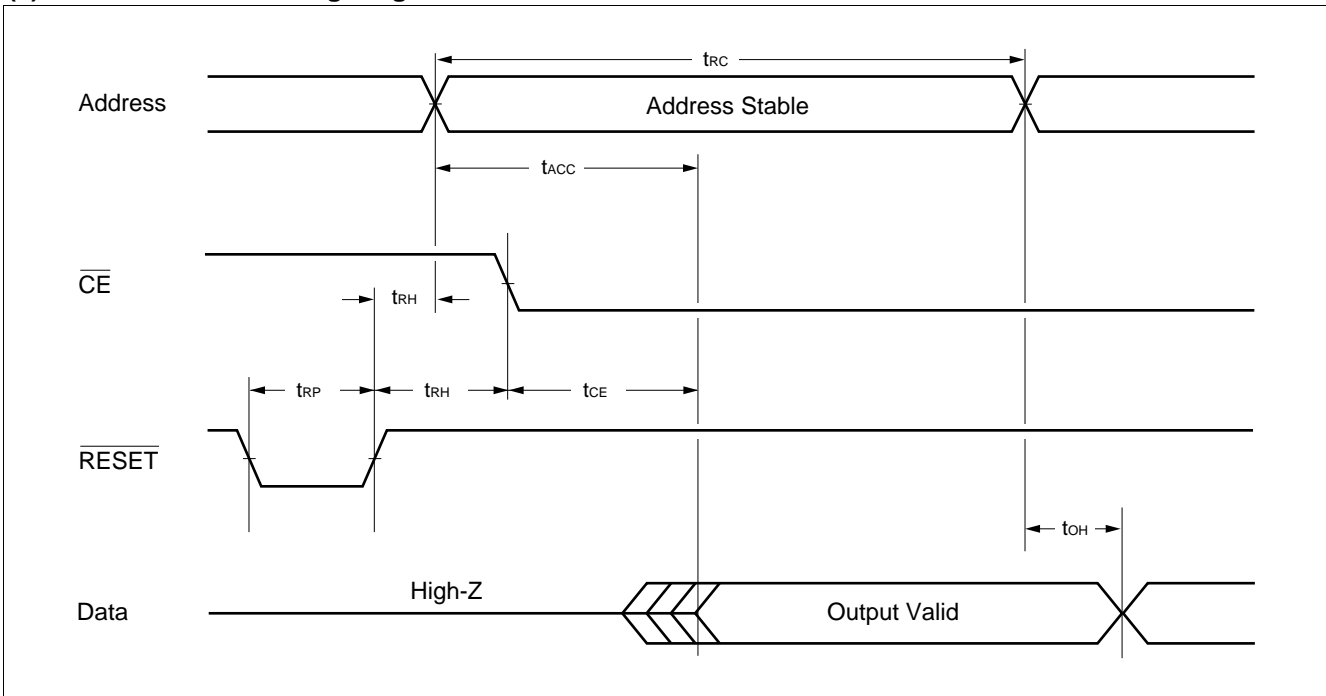 tRC
Address
Address Stable
tACC
CE
tRH
tRP
tRH
tCE
RESET
tOH
High-Z
Data
Output Valid